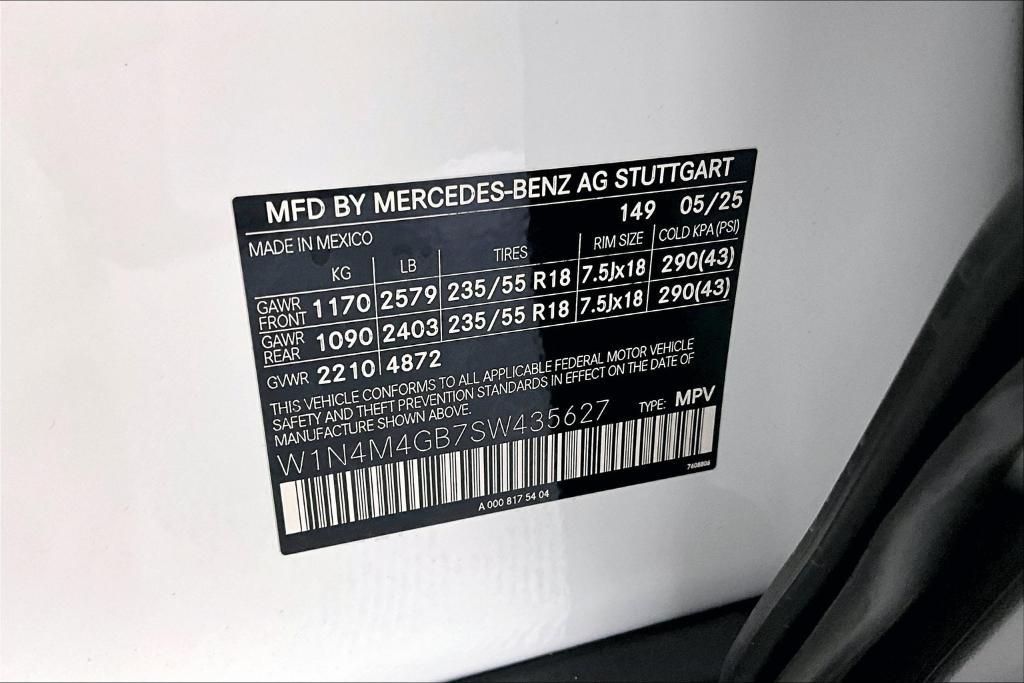 MFD BY MERCEDES-BENZ AG STUTTGART
149 05/25
MADE IN MEXICO
KG LB TIRES RIM SIZE COLD KPA (PSI)
GAWR FRONT 1170 2579 235/55 R18 7.5Jx18 290(43)
GAWR REAR 1090 2403 235/55 R18 7.5Jx18 290(43)
GVWR 2210 4872
THIS VEHICLE CONFORMS TO ALL APPLICABLE FEDERAL MOTOR VEHICLE
SAFETY AND THEFT PREVENTION STANDARDS IN EFFECT ON THE DATE OF
MANUFACTURE SHOWN ABOVE.
W1N4M4GB7SW435627 TYPE: MPV
A 000 817 54 04
7608806